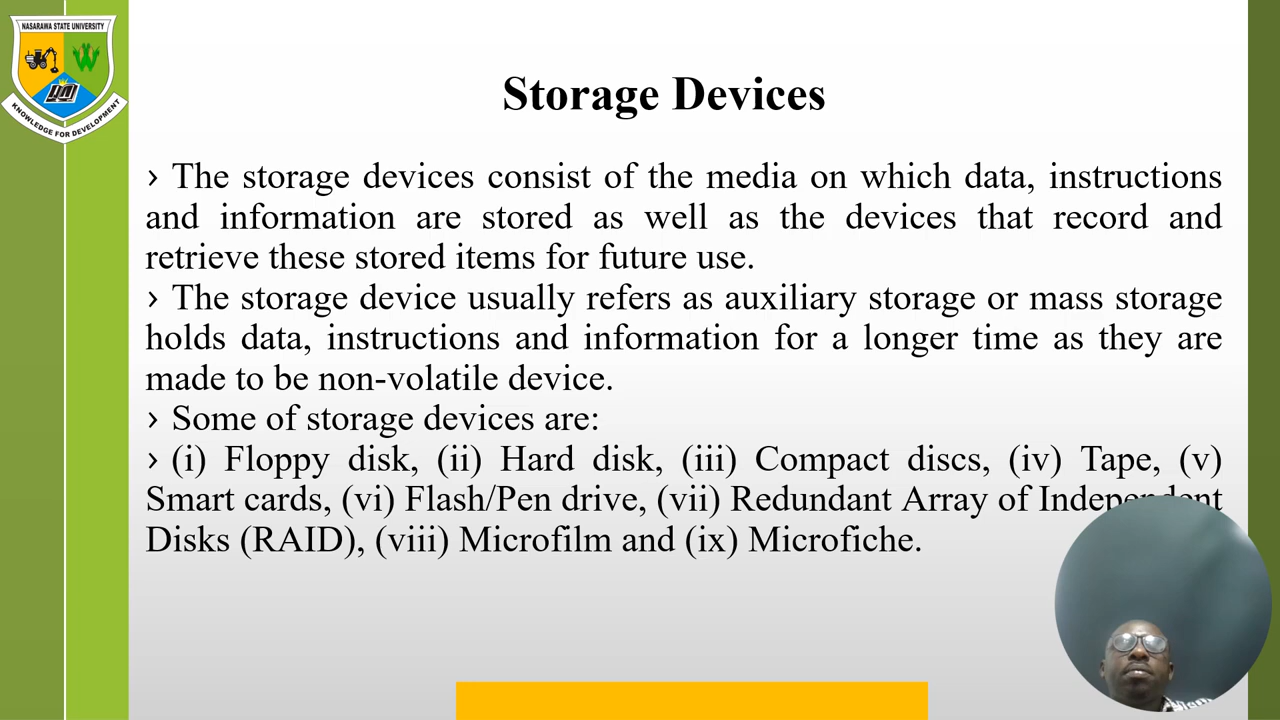 NASARAWA STATE UNIVERSITY
KNOWLEDGE FOR DEVELOPMENT
Storage Devices
› The storage devices consist of the media on which data, instructions
and information are stored as well as the devices that record and
retrieve these stored items for future use.
› The storage device usually refers as auxiliary storage or mass storage
holds data, instructions and information for a longer time as they are
made to be non-volatile device.
› Some of storage devices are:
› (i) Floppy disk, (ii) Hard disk, (iii) Compact discs, (iv) Tape, (v)
Smart cards, (vi) Flash/Pen drive, (vii) Redundant Array of Independent
Disks (RAID), (viii) Microfilm and (ix) Microfiche.